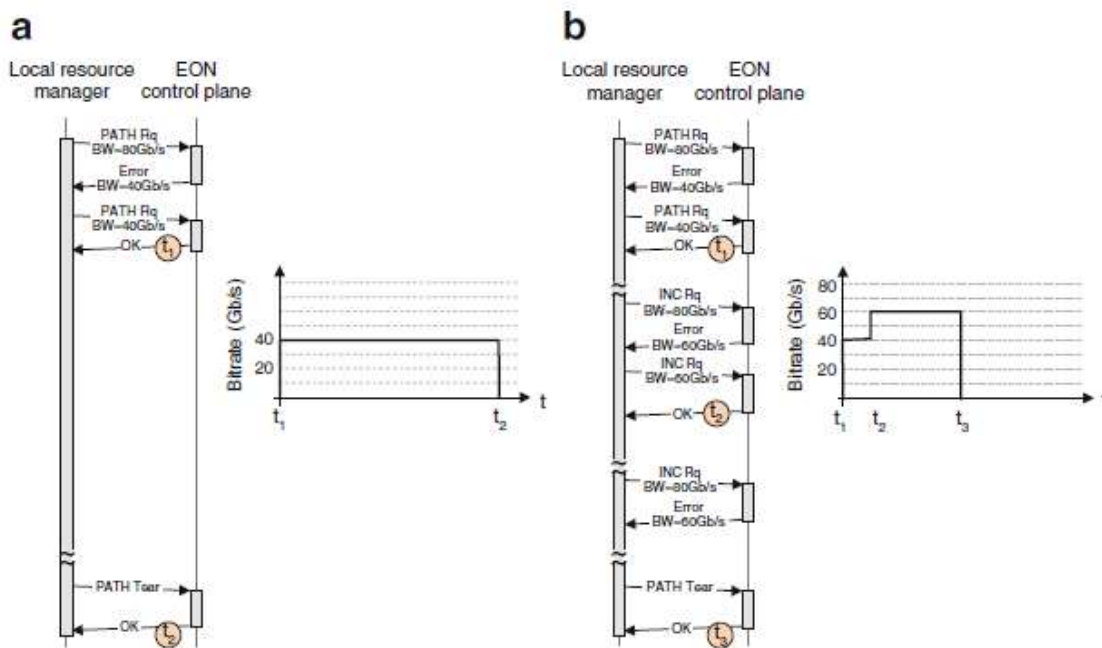 a
Local resource
manager
EON
control plane
PATH Rq
BW=80Gb/s
Error
BW=40Gb/s
PATH Rq
BW=40Gb/s
OK
t1
PATH Tear
OK
t2
Bitrate (Gb/s)
40
20
t1
t2
t
b
Local resource
manager
EON
control plane
PATH Rq
BW=80Gb/s
Error
BW=40Gb/s
PATH Rq
BW=40Gb/s
OK
t1
INC Rq
BW=80Gb/s
Error
BW=60Gb/s
INC Rq
BW=60Gb/s
OK
t2
INC Rq
BW=80Gb/s
Error
BW=60Gb/s
PATH Tear
OK
t3
Bitrate (Gb/s)
80
60
40
20
t1
t2
t3
t